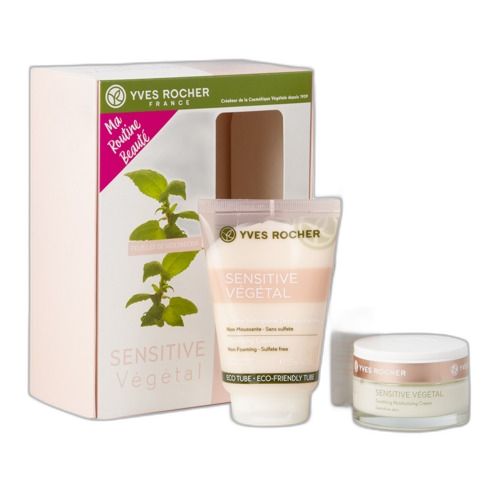 YVES ROCHER
FRANCE
Créateur de la Cosmétique Végétale depuis 1959
Ma
Routine
Beauté
SENSITIVE
Végétal
YVES ROCHER
SENSITIVE
VÉGÉTAL
Non Moussante - Sans sulfate
Non Foaming - Sulfate free
ECO TUBE - ECO-FRIENDLY TUBE
YVES ROCHER
SENSITIVE VÉGÉTAL
Soothing Moisturizing Cream
Sensitive skin